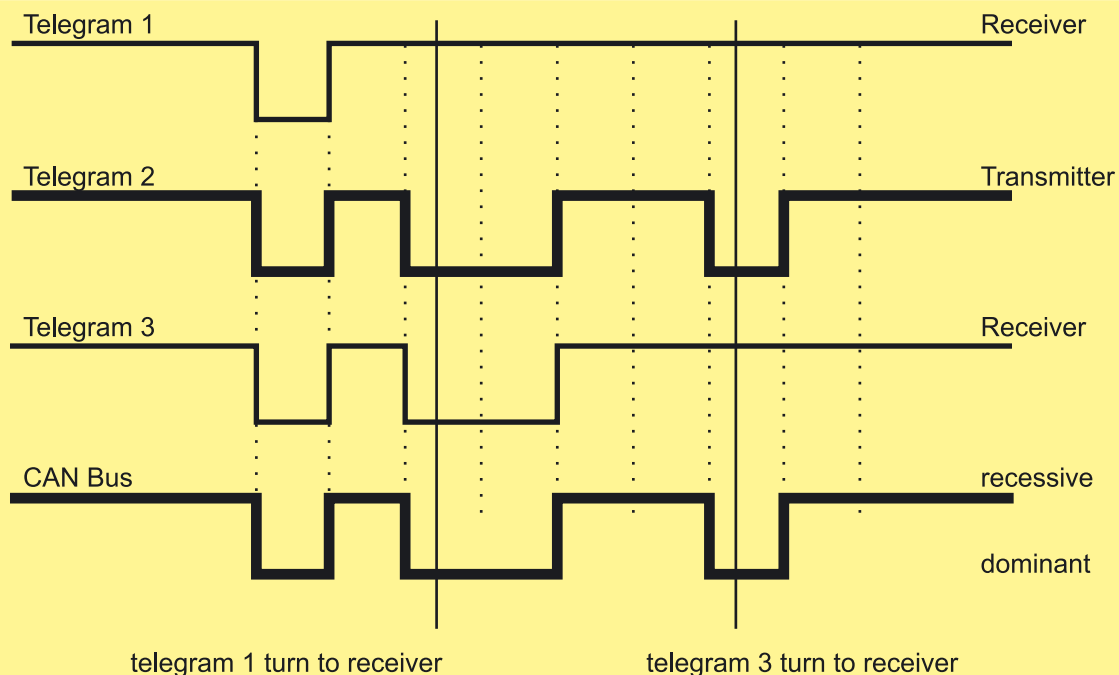 Telegram 1
Receiver
Telegram 2
Transmitter
Telegram 3
Receiver
CAN Bus
recessive
dominant
telegram 1 turn to receiver
telegram 3 turn to receiver